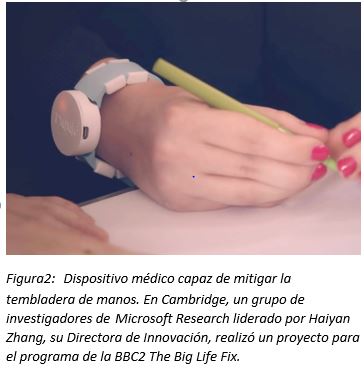 Figura2: Dispositivo médico capaz de mitigar la
tembladera de manos. En Cambridge, un grupo de
investigadores de Microsoft Research liderado por Haiyan
Zhang, su Directora de Innovación, realizó un proyecto para
el programa de la BBC2 The Big Life Fix.